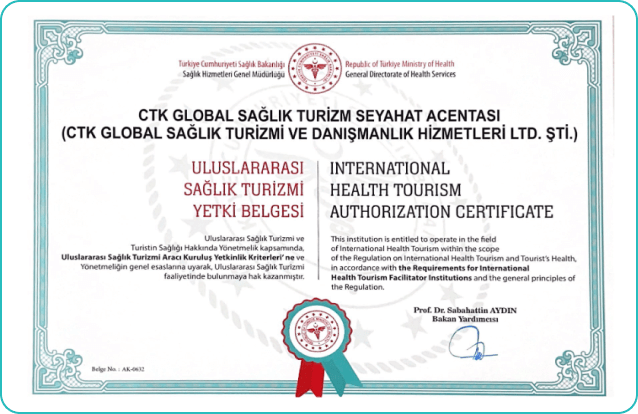 Türkiye Cumhuriyeti Sağlık Bakanlığı
Sağlık Hizmetleri Genel Müdürlüğü
Republic of Türkiye Ministry of Health
General Directorate of Health Services
CTK GLOBAL SAĞLIK TURİZM SEYAHAT ACENTASI
(CTK GLOBAL SAĞLIK TURİZMİ VE DANIŞMANLIK HİZMETLERİ LTD. ŞTİ.)
ULUSLARARASI
SAĞLIK TURİZMİ
YETKİ BELGESİ
INTERNATIONAL
HEALTH TOURISM
AUTHORIZATION CERTIFICATE
Uluslararası Sağlık Turizmi ve
Turistin Sağlığı Hakkında Yönetmelik kapsamında,
Uluslararası Sağlık Turizmi Aracı Kuruluş Yetkinlik Kriterleri' ne ve
Yönetmeliğin genel esaslarına uyarak, Uluslararası Sağlık Turizmi
faaliyetinde bulunmaya hak kazanmıştır.
This institution is entitled to operate in the field
of International Health Tourism within the scope
of the Regulation on International Health Tourism and Tourist's Health,
in accordance with the Requirements for International
Health Tourism Facilitator Institutions and the general principles of
the Regulation.
Prof. Dr. Sabahattin AYDIN
Bakan Yardımcısı
Belge No. : AK-0632